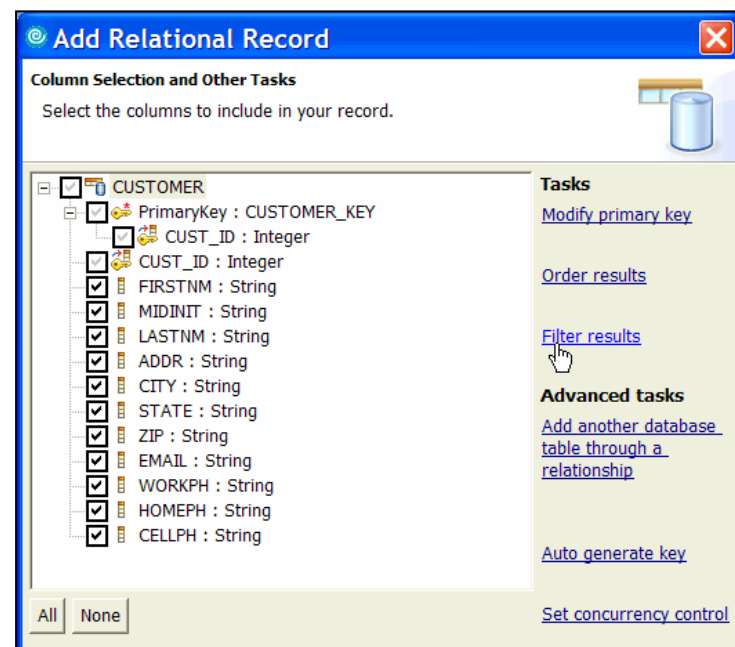 Add Relational Record
Column Selection and Other Tasks
Select the columns to include in your record.
CUSTOMER
PrimaryKey : CUSTOMER_KEY
CUST_ID : Integer
CUST_ID : Integer
FIRSTNM : String
MIDINIT : String
LASTNM : String
ADDR : String
CITY : String
STATE : String
ZIP : String
EMAIL : String
WORKPH : String
HOMEPH : String
CELLPH : String
All
None
Tasks
Modify primary key
Order results
Filter results
Advanced tasks
Add another database
table through a
relationship
Auto generate key
Set concurrency control